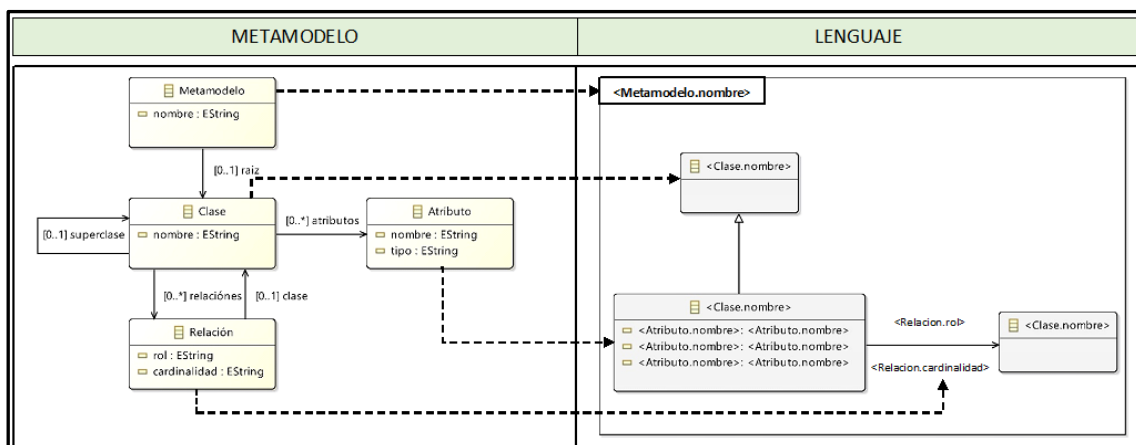 METAMODELO
LENGUAJE
Metamodelo
nombre : EString
[0..1] raiz
Clase
nombre : EString
[0..1] superclase
[0..*] atributos
Atributo
nombre : EString
tipo : EString
[0..*] relaciónes
[0..1] clase
Relación
rol : EString
cardinalidad : EString
<Metamodelo.nombre>
<Clase.nombre>
<Clase.nombre>
<Atributo.nombre>: <Atributo.nombre>
<Atributo.nombre>: <Atributo.nombre>
<Atributo.nombre>: <Atributo.nombre>
<Relacion.rol>
<Relacion.cardinalidad>
<Clase.nombre>